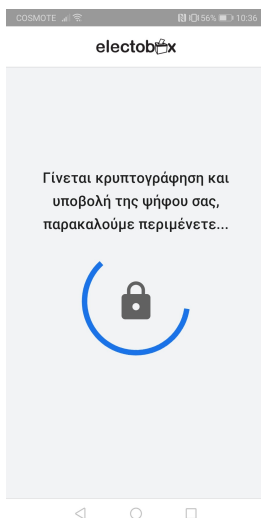 COSMOTE 56% 10:36
electobox
Γίνεται κρυπτογράφηση και
υποβολή της ψήφου σας,
παρακαλούμε περιμένετε...